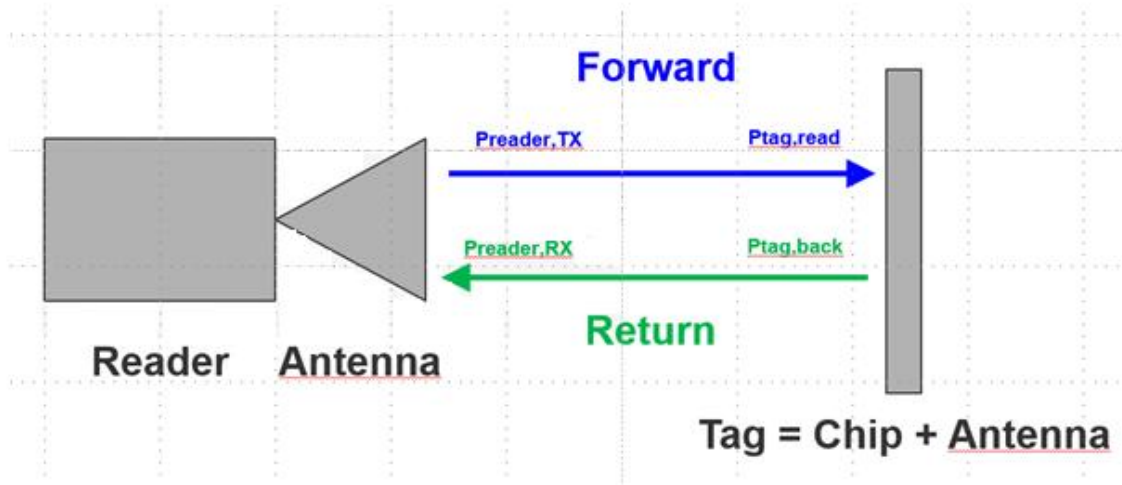 Forward
Preader,TX
Ptag,read
Preader,RX
Ptag,back
Return
Reader
Antenna
Tag = Chip + Antenna